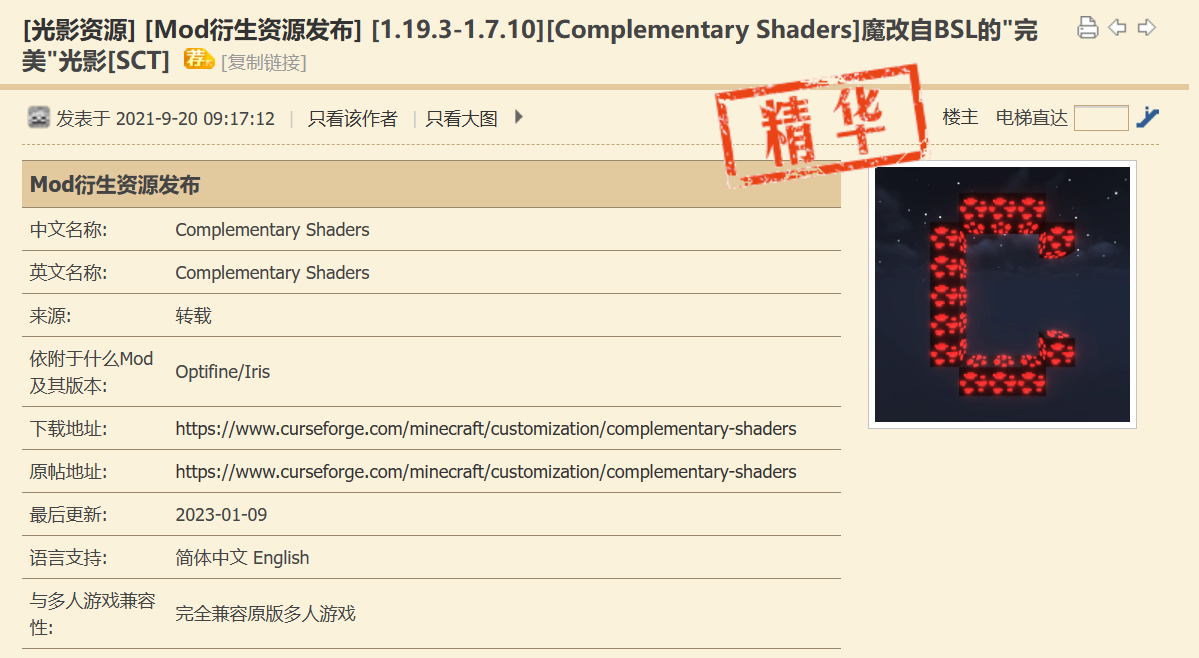 [光影资源] [Mod衍生资源发布] [1.19.3-1.7.10][Complementary Shaders]魔改自BSL的"完
美"光影[SCT] 荐 [复制链接]
发表于 2021-9-20 09:17:12 | 只看该作者 | 只看大图
精华
楼主 电梯直达
Mod衍生资源发布
中文名称: Complementary Shaders
英文名称: Complementary Shaders
来源: 转载
依附于什么Mod
及其版本: Optifine/Iris
下载地址: https://www.curseforge.com/minecraft/customization/complementary-shaders
原帖地址: https://www.curseforge.com/minecraft/customization/complementary-shaders
最后更新: 2023-01-09
语言支持: 简体中文 English
与多人游戏兼容
性: 完全兼容原版多人游戏
C